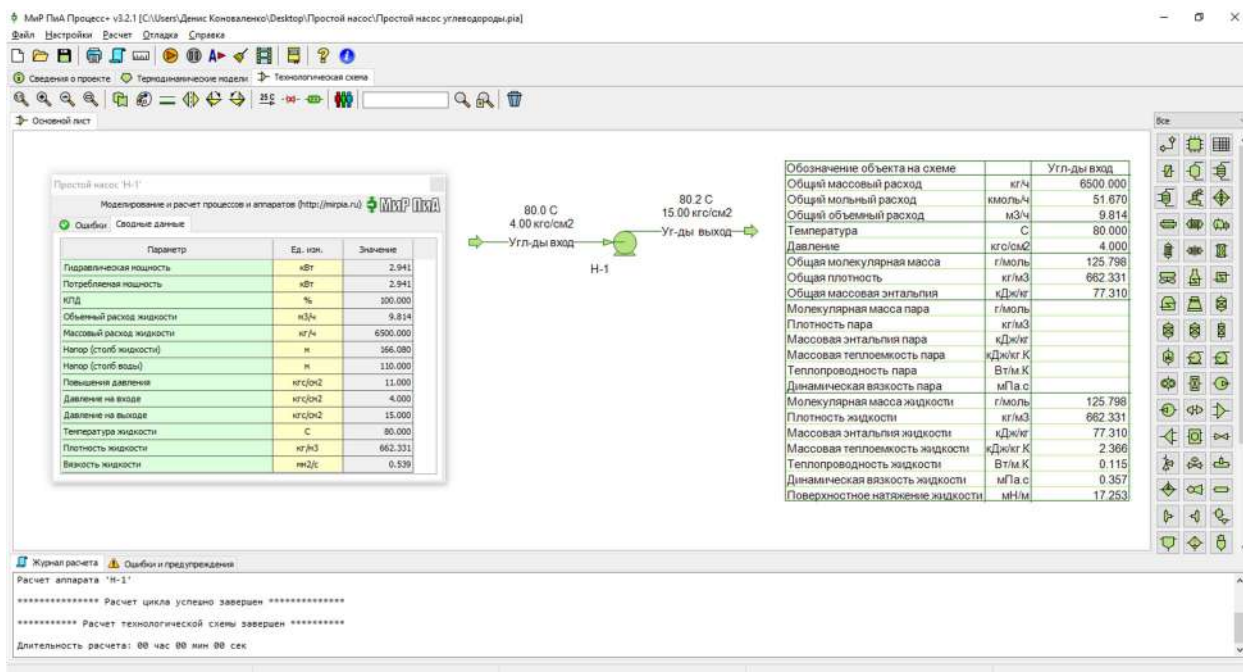 МиР ПиА Процесс+ v3.2.1 [C:\Users\Денис Коноваленко\Desktop\Простой насос\Простой насос углеводороды.pia]
Файл Настройки Расчет Отладка Справка
Сведения о проекте Термодинамические модели Технологическая схема
25 C
Основной лист
Все
Простой насос 'Н-1'
Моделирование и расчет процессов и аппаратов (http://mirpia.ru) МиР ПиА
Ошибки Сводные данные
Параметр Ед. изм. Значение
Гидравлическая мощность кВт 2.941
Потребляемая мощность кВт 2.941
КПД % 100.000
Объемный расход жидкости м3/ч 9.814
Массовый расход жидкости кг/ч 6500.000
Напор (столб жидкости) м 166.080
Напор (столб воды) м 110.000
Повышения давления кгс/см2 11.000
Давление на входе кгс/см2 4.000
Давление на выходе кгс/см2 15.000
Температура жидкости C 80.000
Плотность жидкости кг/м3 662.331
Вязкость жидкости мм2/с 0.539
80.0 C
4.00 кгс/см2
Угл-ды вход
Н-1
80.2 C
15.00 кгс/см2
Уг-ды выход
Обозначение объекта на схеме Угл-ды вход
Общий массовый расход кг/ч 6500.000
Общий мольный расход кмоль/ч 51.670
Общий объемный расход м3/ч 9.814
Температура C 80.000
Давление кгс/см2 4.000
Общая молекулярная масса г/моль 125.798
Общая плотность кг/м3 662.331
Общая массовая энтальпия кДж/кг 77.310
Молекулярная масса пара г/моль
Плотность пара кг/м3
Массовая энтальпия пара кДж/кг
Массовая теплоемкость пара кДж/кг.К
Теплопроводность пара Вт/м.К
Динамическая вязкость пара мПа.с
Молекулярная масса жидкости г/моль 125.798
Плотность жидкости кг/м3 662.331
Массовая энтальпия жидкости кДж/кг 77.310
Массовая теплоемкость жидкости кДж/кг.К 2.366
Теплопроводность жидкости Вт/м.К 0.115
Динамическая вязкость жидкости мПа.с 0.357
Поверхностное натяжение жидкости мН/м 17.253
Журнал расчета Ошибки и предупреждения
Расчет аппарата 'Н-1'
*************** Расчет цикла успешно завершен **************
*********** Расчет технологической схемы завершен **********
Длительность расчета: 00 час 00 мин 00 сек